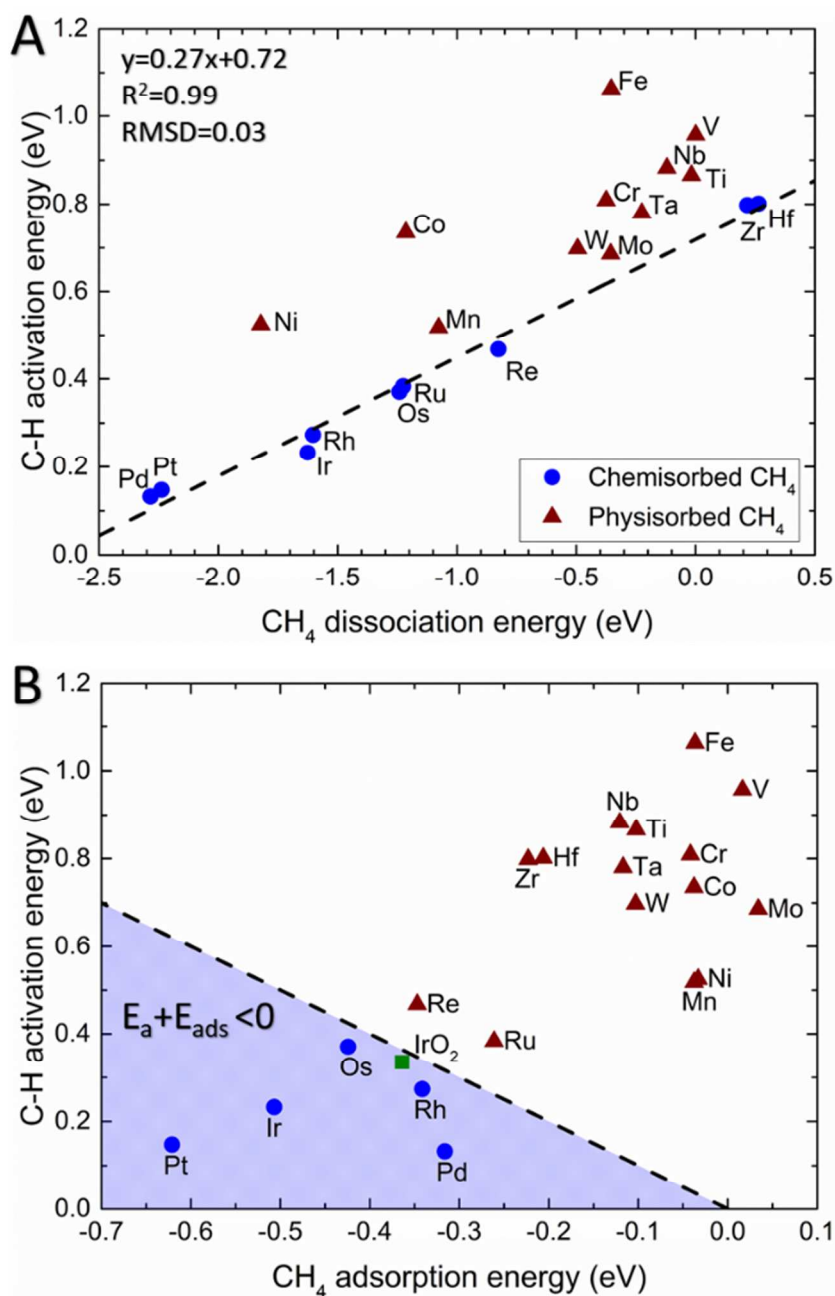 A
y=0.27x+0.72
R²=0.99
RMSD=0.03
C-H activation energy (eV)
1.2
1.0
0.8
0.6
0.4
0.2
0.0
Fe
V
Nb
Ti
Cr
Ta
Zr
Hf
Co
W
Mo
Ni
Mn
Re
Ru
Os
Rh
Ir
Pd
Pt
Chemisorbed CH₄
Physisorbed CH₄
-2.5 -2.0 -1.5 -1.0 -0.5 0.0 0.5
CH₄ dissociation energy (eV)
B
C-H activation energy (eV)
1.2
1.0
0.8
0.6
0.4
0.2
0.0
Fe
V
Nb
Ti
Cr
Zr
Hf
Ta
Co
W
Mo
Ni
Mn
Re
Ru
Eₐ+E_ads <0
IrO₂
Os
Rh
Ir
Pt
Pd
-0.7 -0.6 -0.5 -0.4 -0.3 -0.2 -0.1 0.0 0.1
CH₄ adsorption energy (eV)